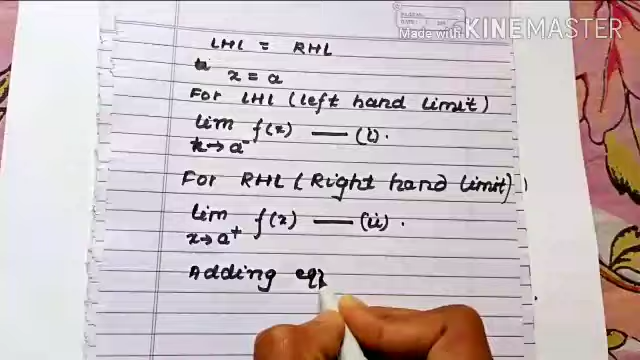 Made with KINEMASTER
LHL = RHL
x = a
For LHL (left hand limit)
lim f(x) — (i).
x→a⁻
For RHL (Right hand limit)
lim f(x) — (ii).
x→a⁺
Adding eq